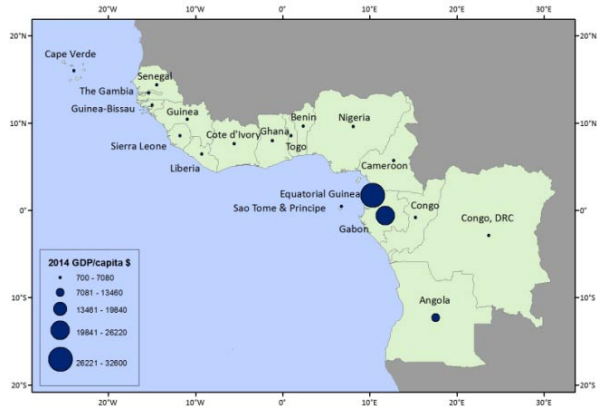 20°W 10°W 0° 10°E 20°E 30°E
20°N 20°N
Cape Verde
Senegal
The Gambia
Guinea-Bissau
Guinea
Benin
Nigeria
10°N 10°N
Cote d'Ivory
Ghana
Togo
Sierra Leone
Liberia
Cameroon
Equatorial Guinea
Sao Tome & Principe
Congo
Congo, DRC
0° 0°
Gabon
2014 GDP/capita $
700 - 7080
7081 - 13460
13461 - 19840
19841 - 26220
26221 - 32600
Angola
10°S 10°S
20°S 20°S
20°W 10°W 0° 10°E 20°E 30°E